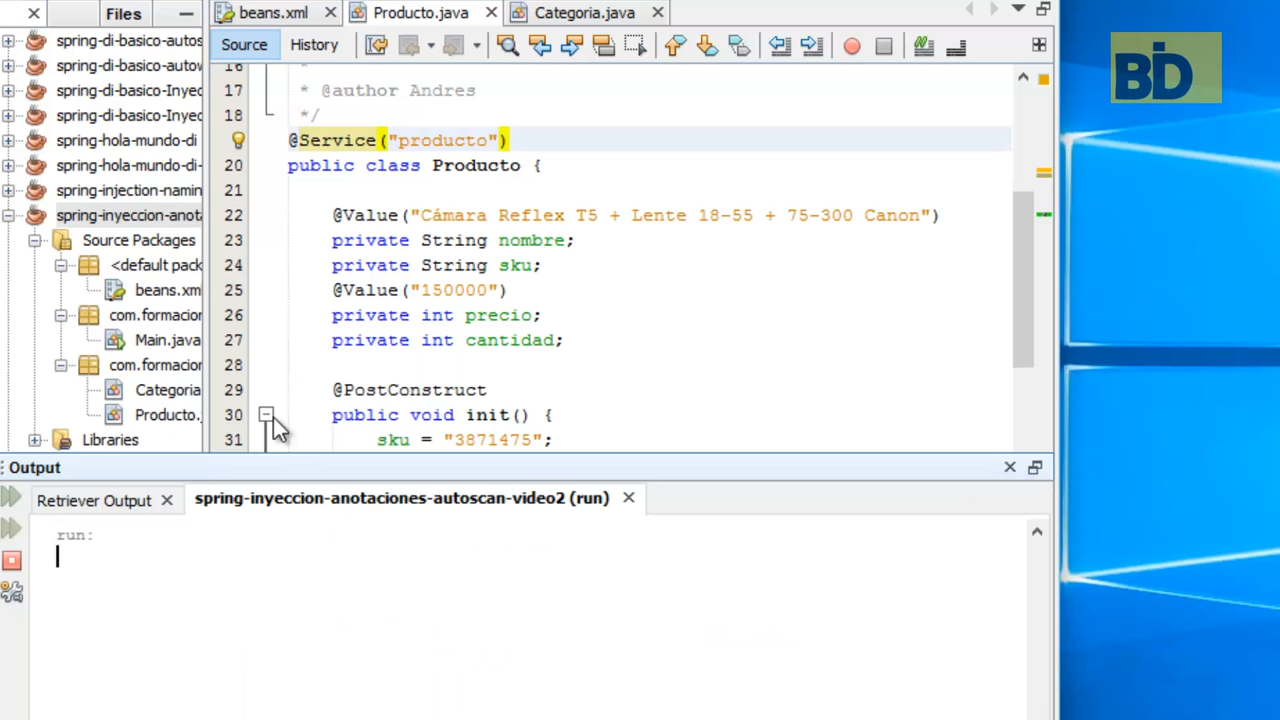 Files
beans.xml
Producto.java
Categoria.java
BD
Source
History
spring-di-basico-autos
spring-di-basico-autow
spring-di-basico-Inyec
spring-di-basico-Inyec
spring-hola-mundo-di
spring-hola-mundo-di-
spring-injection-namin
spring-inyeccion-anota
Source Packages
<default pack
beans.xml
com.formacion
Main.java
com.formacion
Categoria
Producto.
Libraries
16 *
17 * @author Andres
18 */
@Service("producto")
20 public class Producto {
21
22 @Value("Cámara Reflex T5 + Lente 18-55 + 75-300 Canon")
23 private String nombre;
24 private String sku;
25 @Value("150000")
26 private int precio;
27 private int cantidad;
28
29 @PostConstruct
30 public void init() {
31 sku = "3871475";
Output
Retriever Output
spring-inyeccion-anotaciones-autoscan-video2 (run)
run: